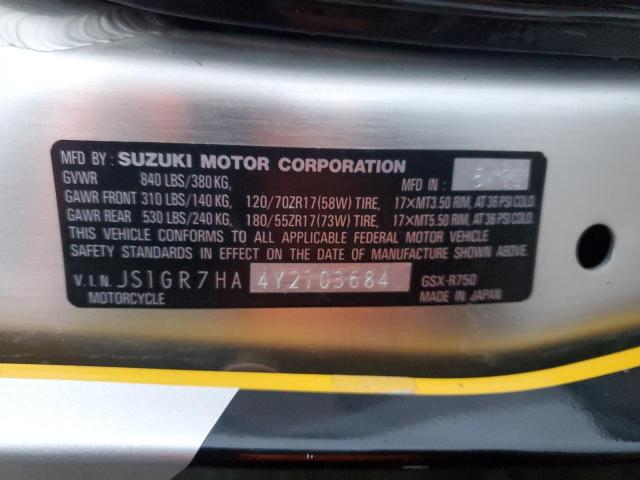 MFD BY: SUZUKI MOTOR CORPORATION
GVWR 840 LBS/380 KG, MFD IN:
GAWR FRONT 310 LBS/140 KG, 120/70ZR17(58W) TIRE, 17×MT3.50 RIM, AT 36 PSI COLD.
GAWR REAR 530 LBS/240 KG, 180/55ZR17(73W) TIRE, 17×MT5.50 RIM, AT 36 PSI COLD.
THIS VEHICLE CONFORMS TO ALL APPLICABLE FEDERAL MOTOR VEHICLE
SAFETY STANDARDS IN EFFECT ON THE DATE OF MANUFACTURE SHOWN ABOVE.
V.I.N. JS1GR7HA 4Y2103684 GSX-R750
MOTORCYCLE MADE IN JAPAN